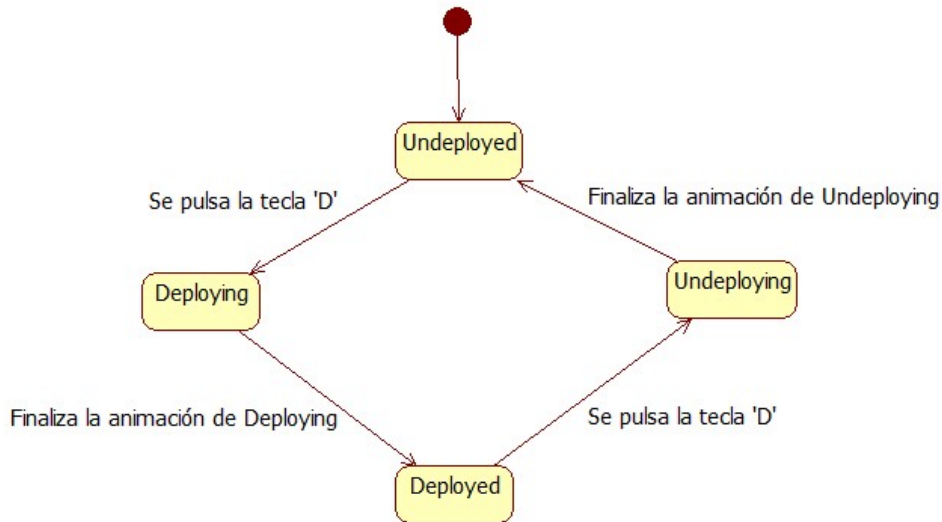 Undeployed
Se pulsa la tecla 'D'
Finaliza la animación de Undeploying
Deploying
Undeploying
Finaliza la animación de Deploying
Se pulsa la tecla 'D'
Deployed